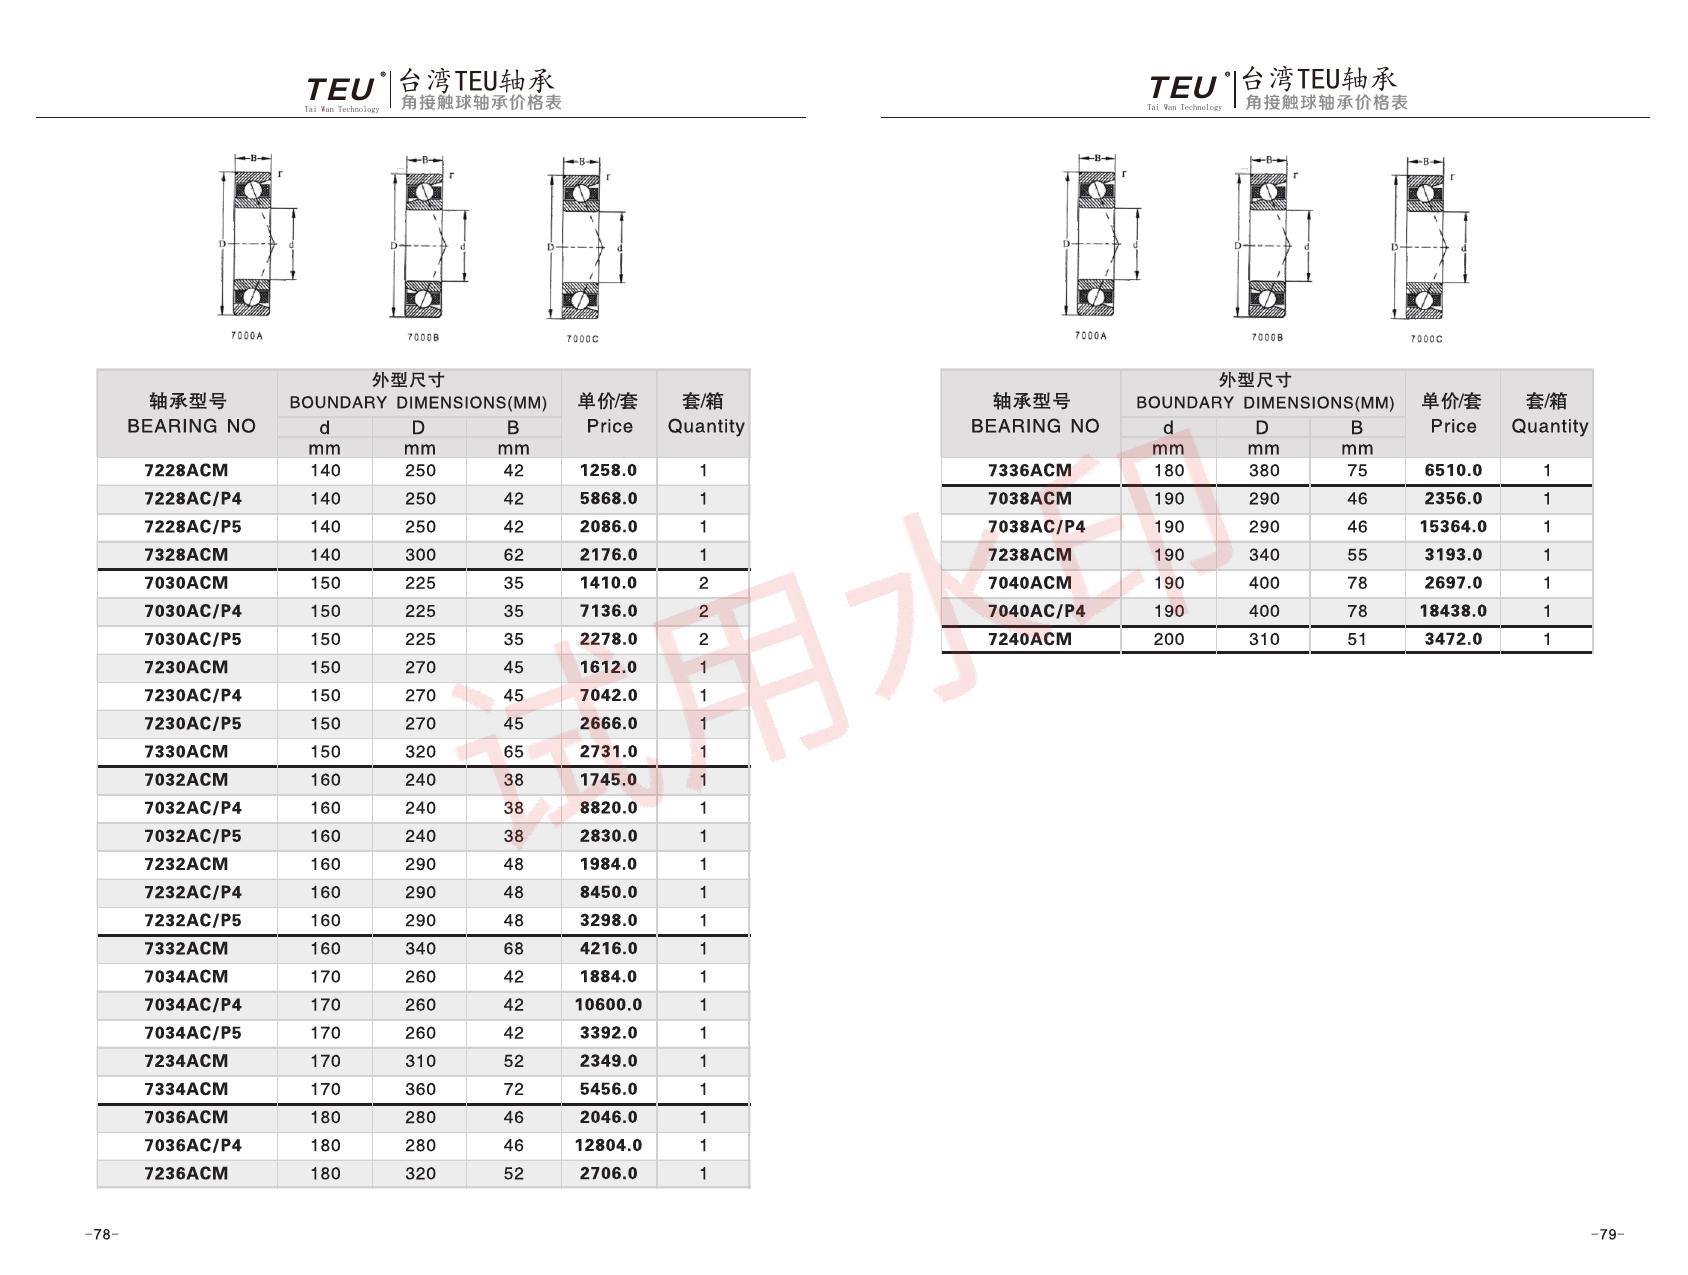 TEU® 台湾TEU轴承
Tai Wan Technology 角接触球轴承价格表
B r B r B r
D d D d D d
7000A 7000B 7000C
轴承型号 外型尺寸 单价/套 套/箱
BEARING NO BOUNDARY DIMENSIONS(MM) Price Quantity
d D B
mm mm mm
7228ACM 140 250 42 1258.0 1
7228AC/P4 140 250 42 5868.0 1
7228AC/P5 140 250 42 2086.0 1
7328ACM 140 300 62 2176.0 1
7030ACM 150 225 35 1410.0 2
7030AC/P4 150 225 35 7136.0 2
7030AC/P5 150 225 35 2278.0 2
7230ACM 150 270 45 1612.0 1
7230AC/P4 150 270 45 7042.0 1
7230AC/P5 150 270 45 2666.0 1
7330ACM 150 320 65 2731.0 1
7032ACM 160 240 38 1745.0 1
7032AC/P4 160 240 38 8820.0 1
7032AC/P5 160 240 38 2830.0 1
7232ACM 160 290 48 1984.0 1
7232AC/P4 160 290 48 8450.0 1
7232AC/P5 160 290 48 3298.0 1
7332ACM 160 340 68 4216.0 1
7034ACM 170 260 42 1884.0 1
7034AC/P4 170 260 42 10600.0 1
7034AC/P5 170 260 42 3392.0 1
7234ACM 170 310 52 2349.0 1
7334ACM 170 360 72 5456.0 1
7036ACM 180 280 46 2046.0 1
7036AC/P4 180 280 46 12804.0 1
7236ACM 180 320 52 2706.0 1
-78-
TEU® 台湾TEU轴承
Tai Wan Technology 角接触球轴承价格表
B r B r B r
D d D d D d
7000A 7000B 7000C
轴承型号 外型尺寸 单价/套 套/箱
BEARING NO BOUNDARY DIMENSIONS(MM) Price Quantity
d D B
mm mm mm
7336ACM 180 380 75 6510.0 1
7038ACM 190 290 46 2356.0 1
7038AC/P4 190 290 46 15364.0 1
7238ACM 190 340 55 3193.0 1
7040ACM 190 400 78 2697.0 1
7040AC/P4 190 400 78 18438.0 1
7240ACM 200 310 51 3472.0 1
-79-
试用水印